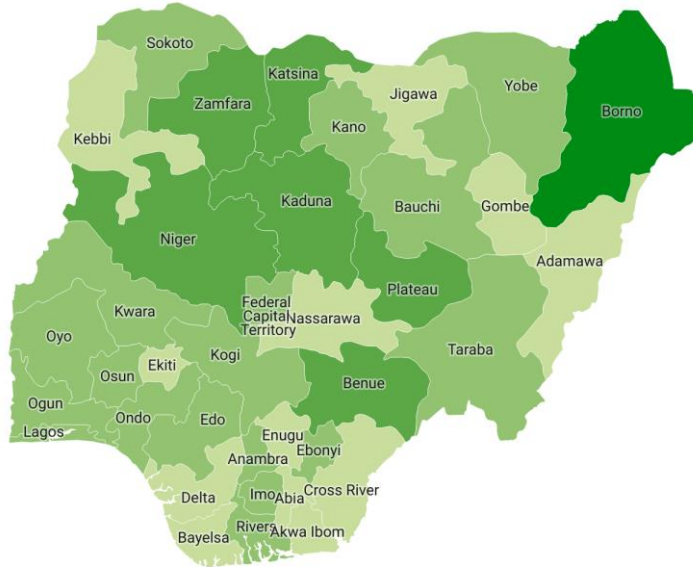 Sokoto
Katsina
Yobe
Zamfara
Jigawa
Borno
Kano
Kebbi
Kaduna
Bauchi
Gombe
Niger
Adamawa
Plateau
Federal
Capital
Territory
Nassarawa
Kwara
Oyo
Taraba
Kogi
Ekiti
Osun
Benue
Ogun
Ondo
Edo
Lagos
Enugu
Ebonyi
Anambra
Cross River
Imo
Abia
Delta
Rivers
Akwa Ibom
Bayelsa